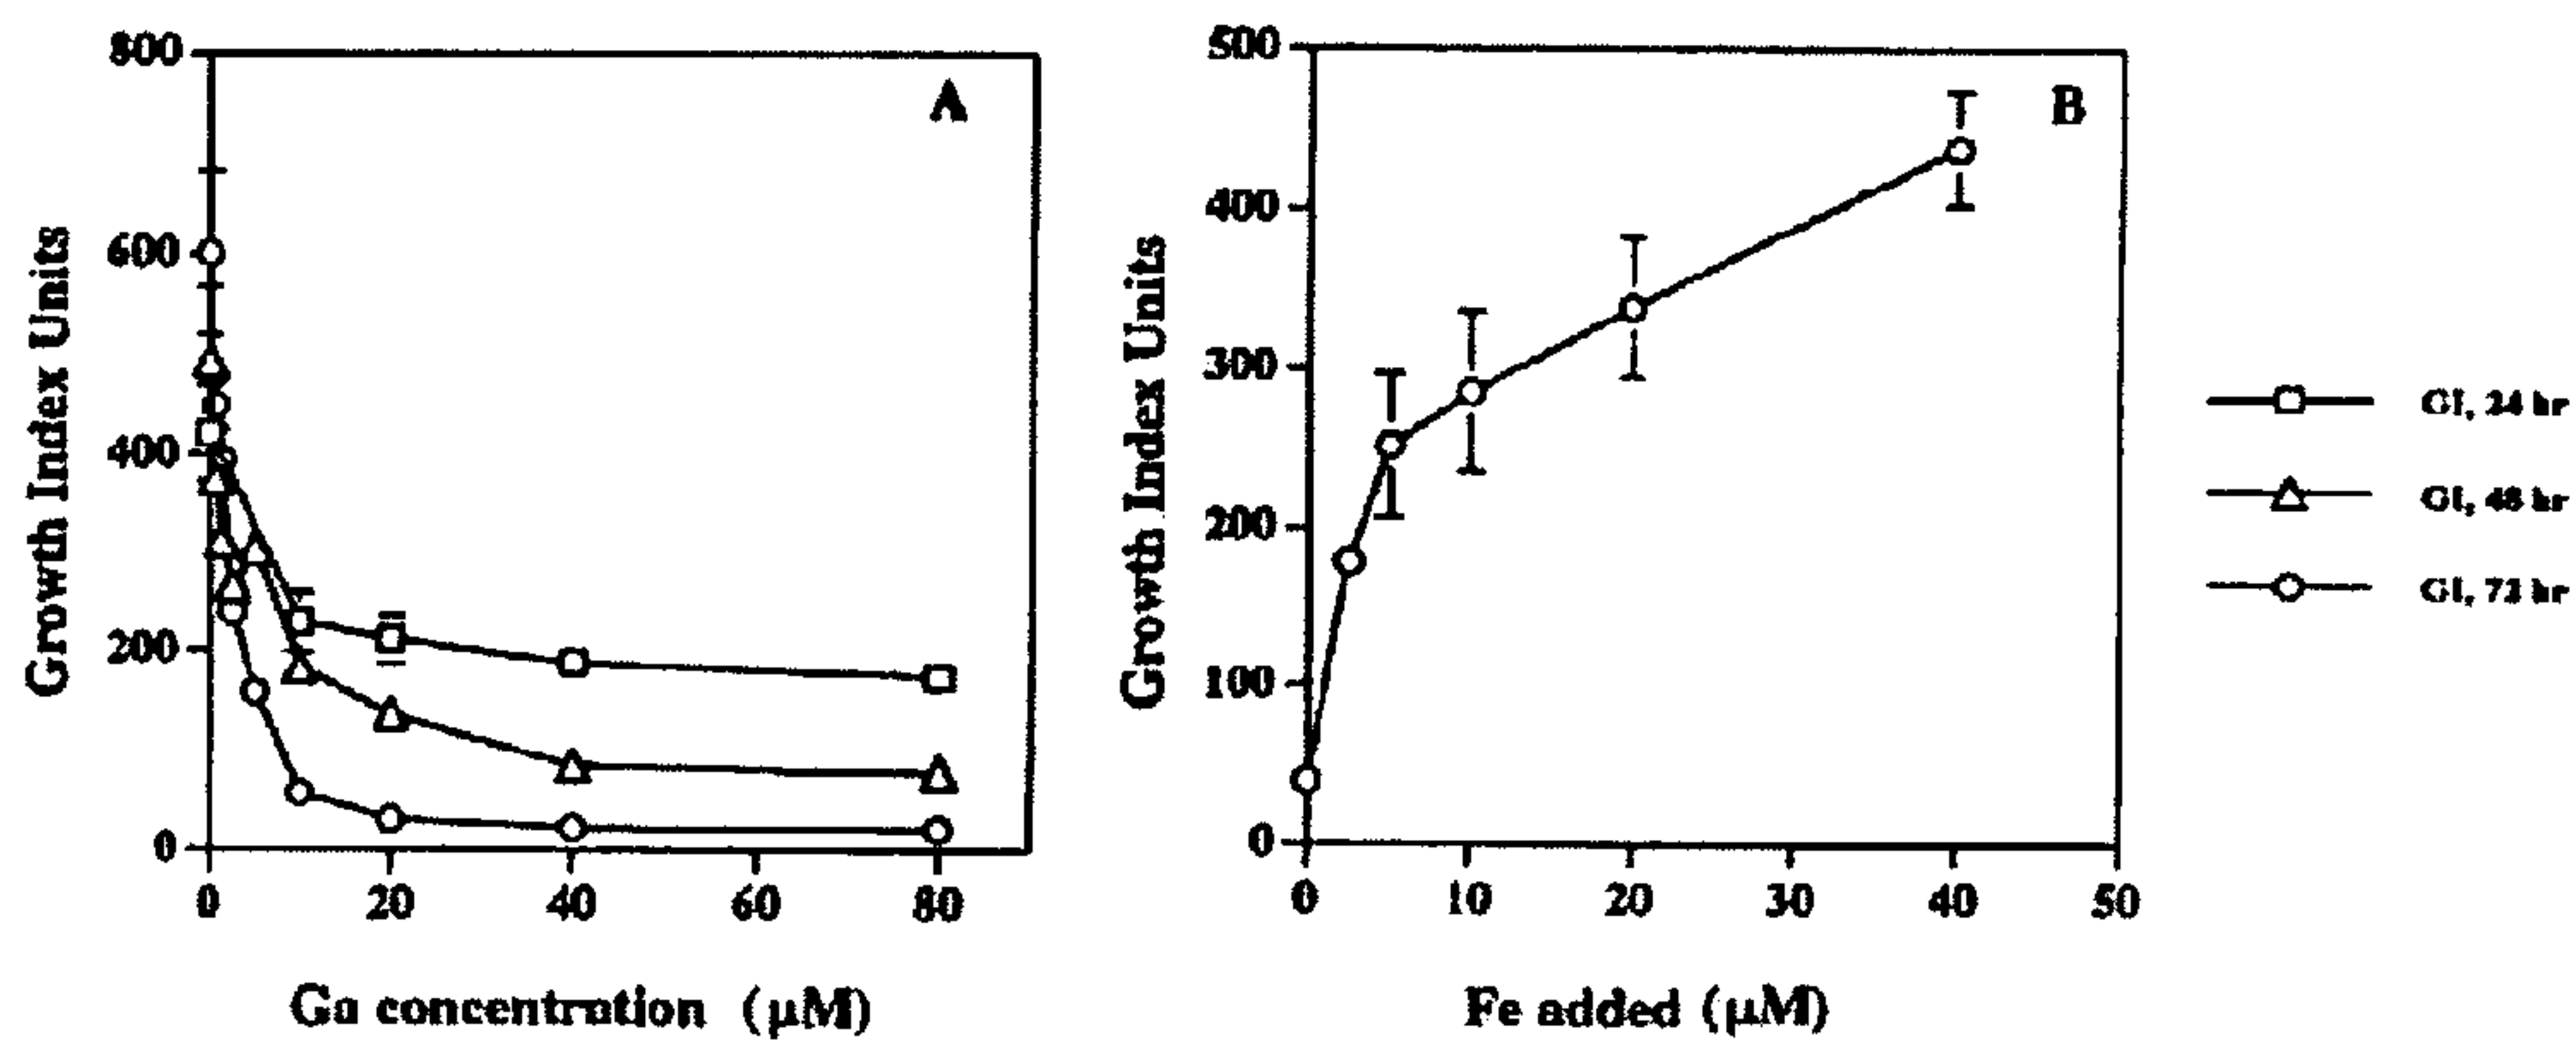 A
800
600
400
200
0
0 20 40 60 80
Growth Index Units
Ga concentration (μM)
B
500
400
300
200
100
0
0 10 20 30 40 50
Growth Index Units
Fe added (μM)
GI, 24 hr
GI, 48 hr
GI, 72 hr